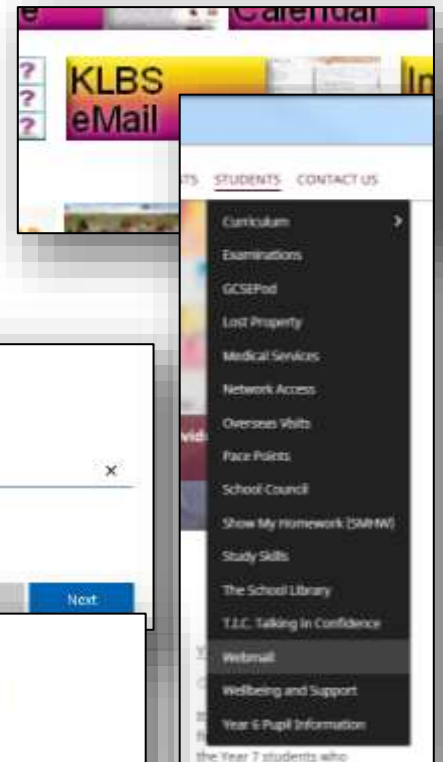 Calendar
?
?
?
KLBS
eMail
In
TS STUDENTS CONTACT US
Curriculum >
Examinations
GCSEPod
Lost Property
Medical Services
Network Access
Overseas Visits
Pace Points
School Council
Show My Homework (SMHW)
Study Skills
The School Library
T.I.C. Talking in Confidence
Webmail
Wellbeing and Support
Year 6 Pupil Information
the Year 7 students who
×
Next